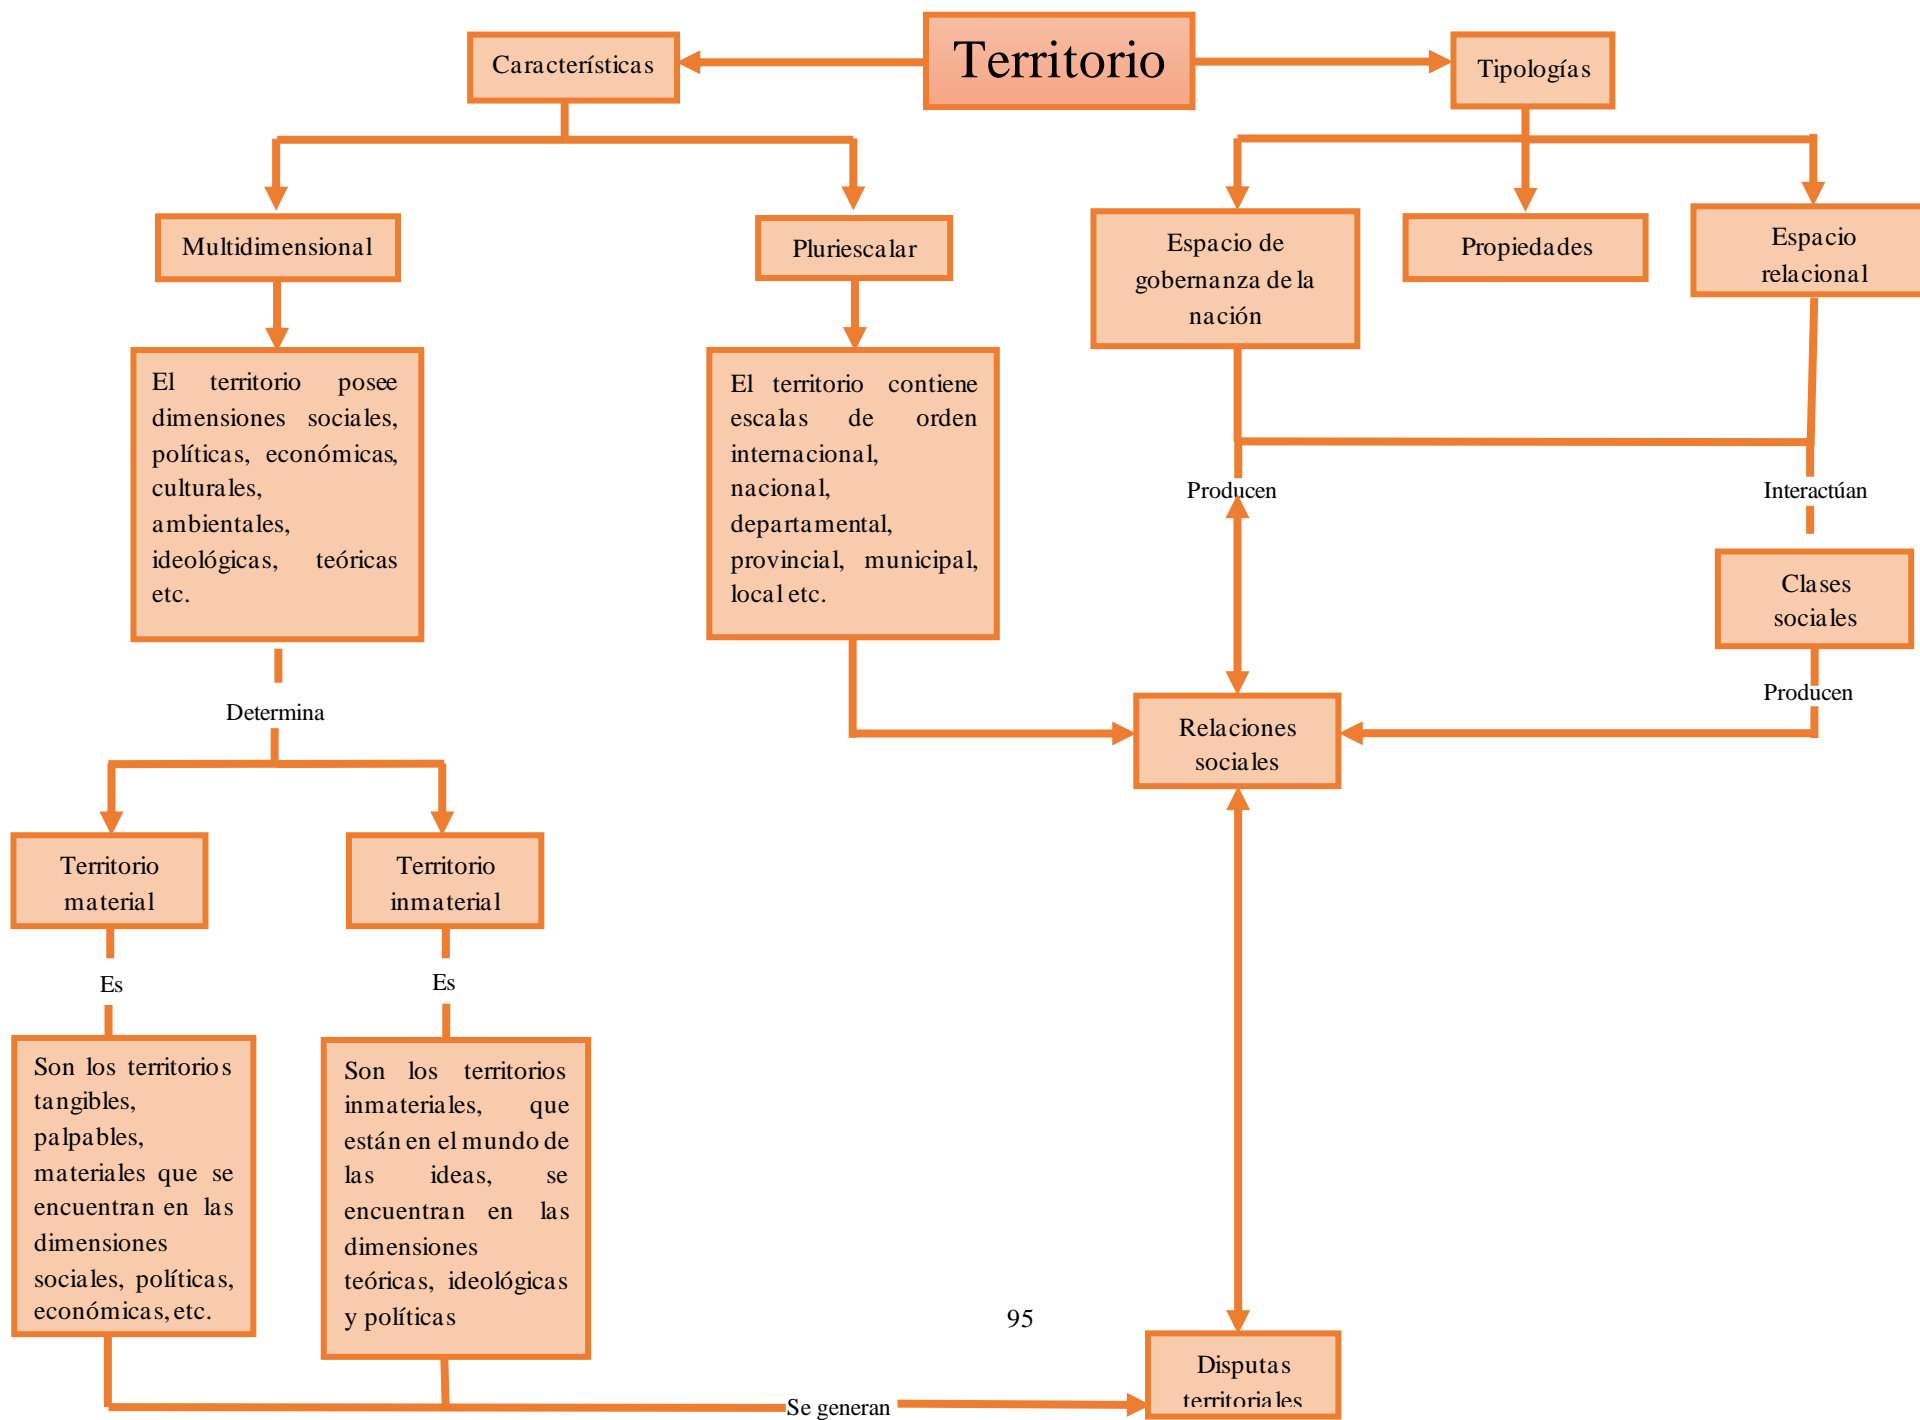 Territorio
Características
Tipologías
Multidimensional
Pluriescalar
Espacio de
gobernanza de la
nación
Propiedades
Espacio
relacional
El territorio posee
dimensiones sociales,
políticas, económicas,
culturales,
ambientales,
ideológicas, teóricas
etc.
El territorio contiene
escalas de orden
internacional,
nacional,
departamental,
provincial, municipal,
local etc.
Producen
Interactúan
Clases
sociales
Producen
Determina
Relaciones
sociales
Territorio
material
Territorio
inmaterial
Es
Es
Son los territorios
tangibles,
palpables,
materiales que se
encuentran en las
dimensiones
sociales, políticas,
económicas, etc.
Son los territorios
inmateriales, que
están en el mundo de
las ideas, se
encuentran en las
dimensiones
teóricas, ideológicas
y políticas
95
Disputas
territoriales
Se generan